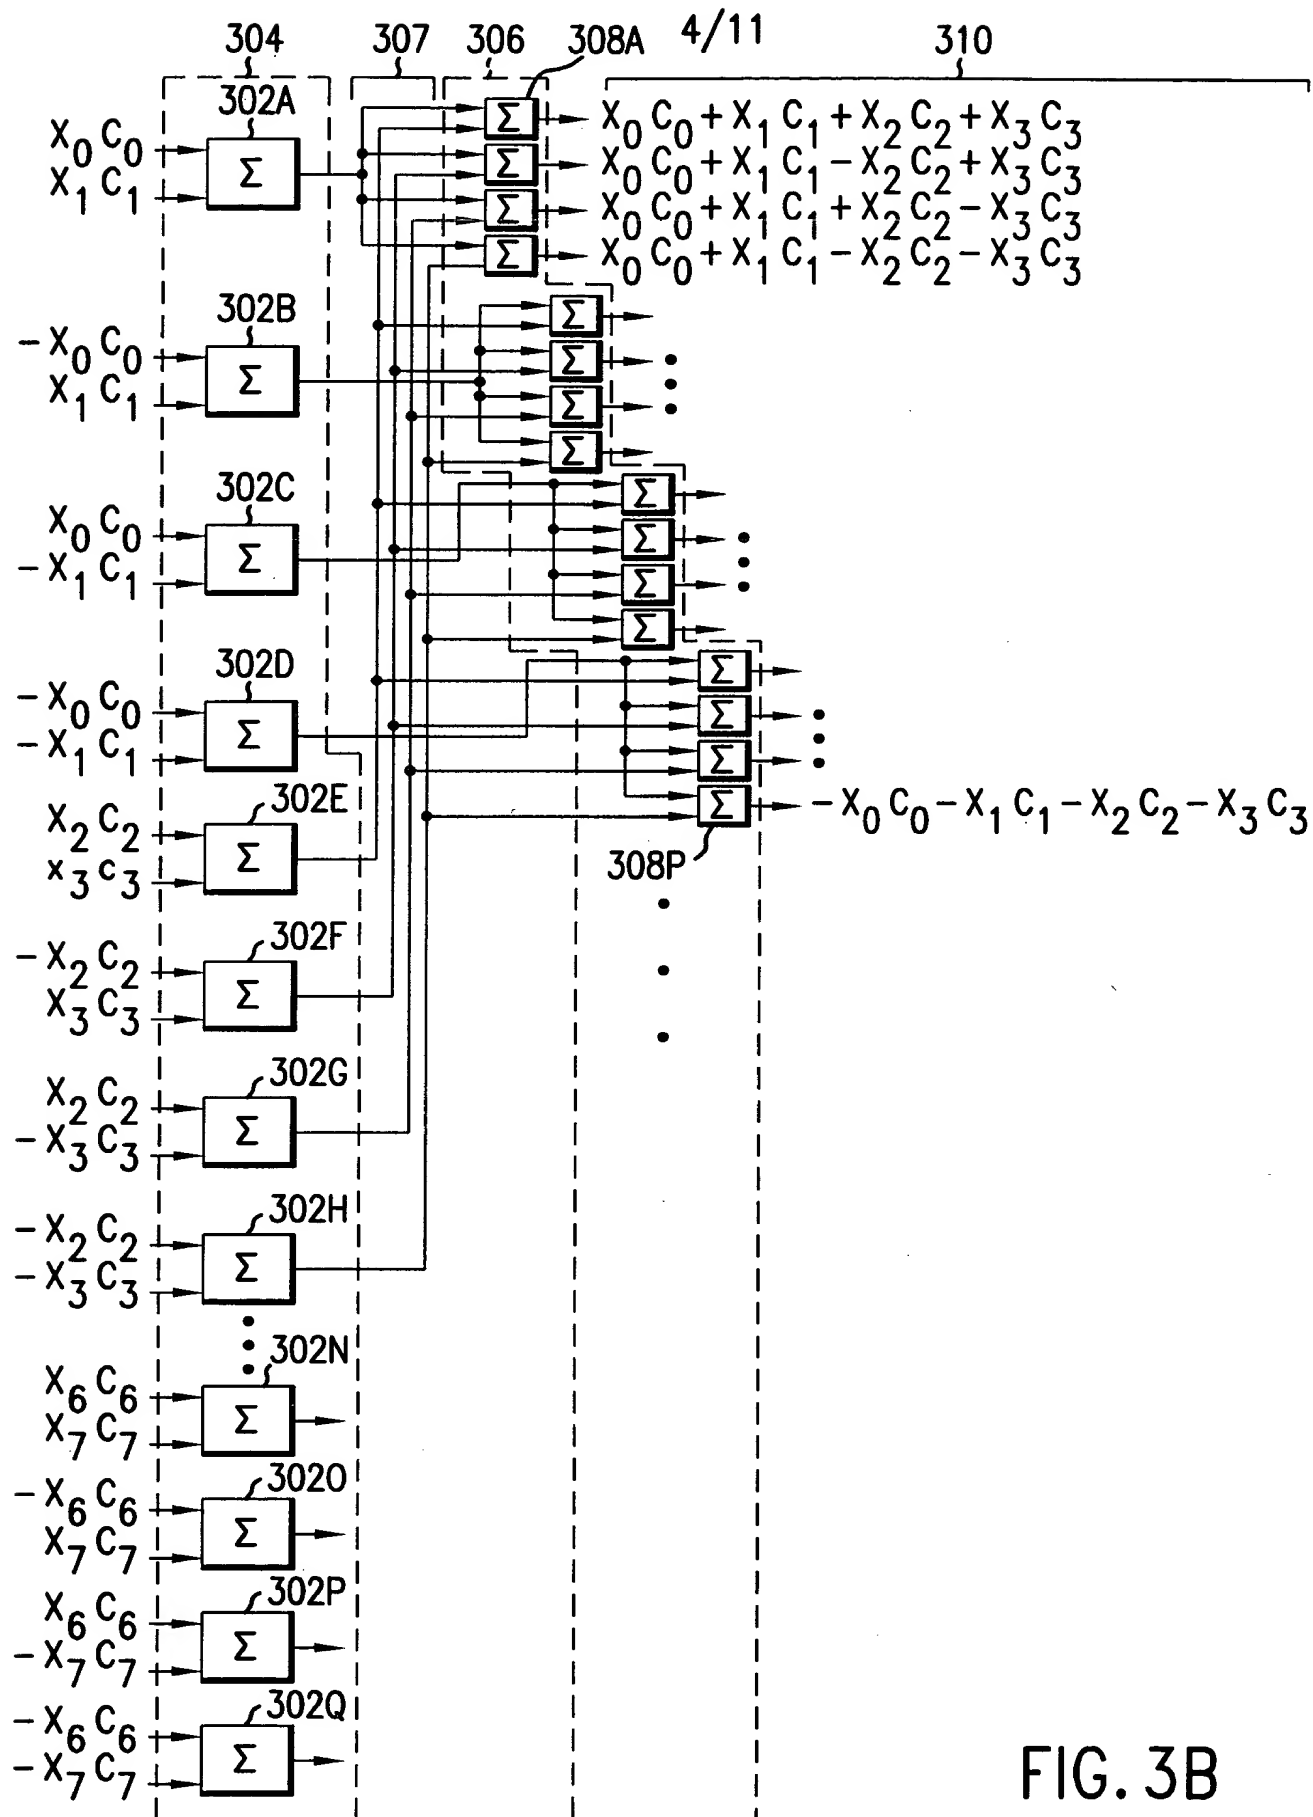 4/11
304 307 306 308A 310
302A
X0 C0 Σ Σ X0 C0 + X1 C1 + X2 C2 + X3 C3
X1 C1 Σ X0 C0 + X1 C1 − X2 C2 + X3 C3
Σ X0 C0 + X1 C1 + X2 C2 − X3 C3
Σ X0 C0 + X1 C1 − X2 C2 − X3 C3
302B
− X0 C0 Σ Σ
X1 C1 Σ
Σ
Σ
302C
X0 C0 Σ Σ
− X1 C1 Σ
Σ
Σ
302D
− X0 C0 Σ Σ
− X1 C1 Σ
Σ
Σ − X0 C0 − X1 C1 − X2 C2 − X3 C3
308P
302E
X2 C2 Σ
x3 c3
302F
− X2 C2 Σ
X3 C3
302G
X2 C2 Σ
− X3 C3
302H
− X2 C2 Σ
− X3 C3
302N
X6 C6 Σ
X7 C7
302O
− X6 C6 Σ
X7 C7
302P
X6 C6 Σ
− X7 C7
302Q
− X6 C6 Σ
− X7 C7
FIG. 3B